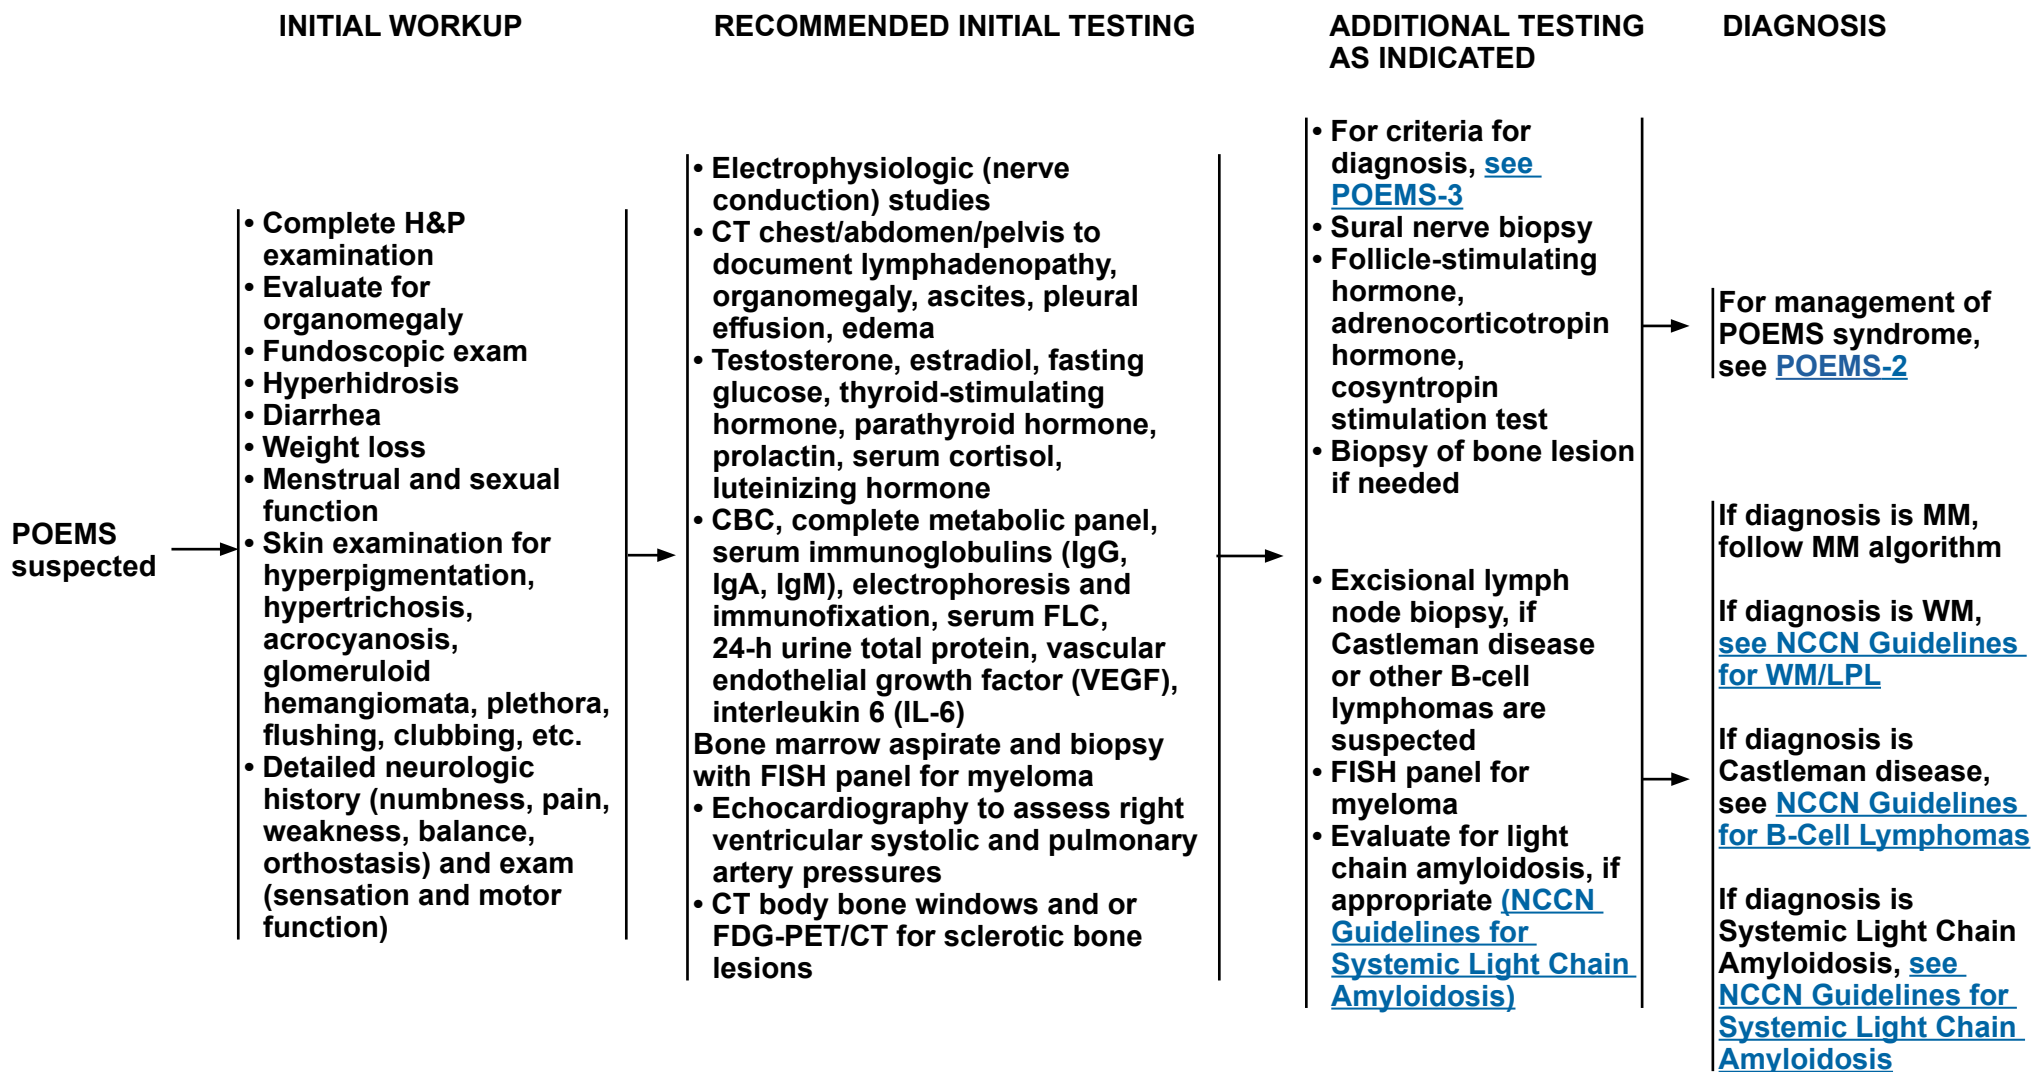 INITIAL WORKUP
RECOMMENDED INITIAL TESTING
ADDITIONAL TESTING
AS INDICATED
DIAGNOSIS
POEMS
suspected
• Complete H&P
examination
• Evaluate for
organomegaly
• Fundoscopic exam
• Hyperhidrosis
• Diarrhea
• Weight loss
• Menstrual and sexual
function
• Skin examination for
hyperpigmentation,
hypertrichosis,
acrocyanosis,
glomeruloid
hemangiomata, plethora,
flushing, clubbing, etc.
• Detailed neurologic
history (numbness, pain,
weakness, balance,
orthostasis) and exam
(sensation and motor
function)
• Electrophysiologic (nerve
conduction) studies
• CT chest/abdomen/pelvis to
document lymphadenopathy,
organomegaly, ascites, pleural
effusion, edema
• Testosterone, estradiol, fasting
glucose, thyroid-stimulating
hormone, parathyroid hormone,
prolactin, serum cortisol,
luteinizing hormone
• CBC, complete metabolic panel,
serum immunoglobulins (IgG,
IgA, IgM), electrophoresis and
immunofixation, serum FLC,
24-h urine total protein, vascular
endothelial growth factor (VEGF),
interleukin 6 (IL-6)
Bone marrow aspirate and biopsy
with FISH panel for myeloma
• Echocardiography to assess right
ventricular systolic and pulmonary
artery pressures
• CT body bone windows and or
FDG-PET/CT for sclerotic bone
lesions
• For criteria for
diagnosis, see
POEMS-3
• Sural nerve biopsy
• Follicle-stimulating
hormone,
adrenocorticotropin
hormone,
cosyntropin
stimulation test
• Biopsy of bone lesion
if needed
• Excisional lymph
node biopsy, if
Castleman disease
or other B-cell
lymphomas are
suspected
• FISH panel for
myeloma
• Evaluate for light
chain amyloidosis, if
appropriate (NCCN
Guidelines for
Systemic Light Chain
Amyloidosis)
For management of
POEMS syndrome,
see POEMS-2
If diagnosis is MM,
follow MM algorithm
If diagnosis is WM,
see NCCN Guidelines
for WM/LPL
If diagnosis is
Castleman disease,
see NCCN Guidelines
for B-Cell Lymphomas
If diagnosis is
Systemic Light Chain
Amyloidosis, see
NCCN Guidelines for
Systemic Light Chain
Amyloidosis